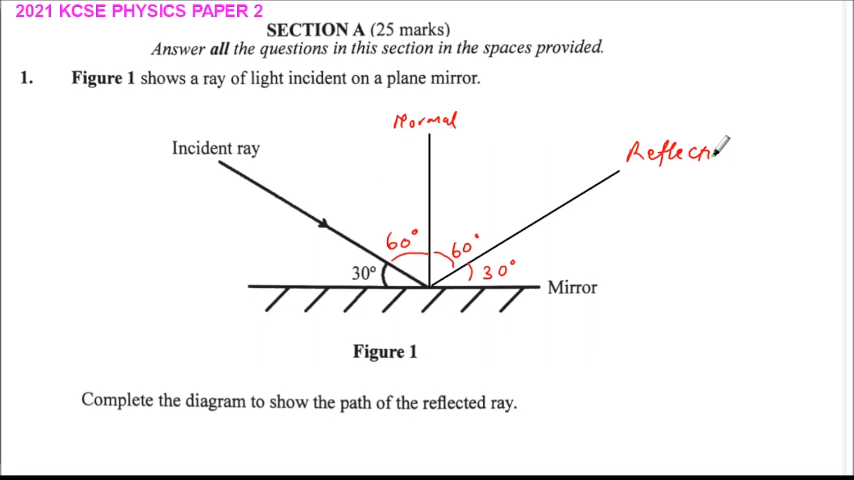 2021 KCSE PHYSICS PAPER 2
SECTION A (25 marks)
Answer all the questions in this section in the spaces provided.
1. Figure 1 shows a ray of light incident on a plane mirror.
Normal
Incident ray
Reflect
60°
60°
30°
30°
Mirror
Figure 1
Complete the diagram to show the path of the reflected ray.